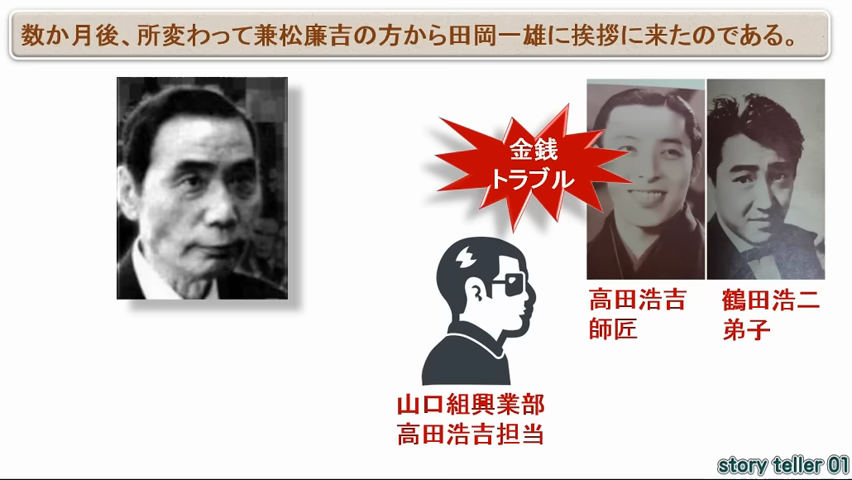 数か月後、所変わって兼松廉吉の方から田岡一雄に挨拶に来たのである。
金銭
トラブル
高田浩吉
師匠
鶴田浩二
弟子
山口組興業部
高田浩吉担当
story teller 01